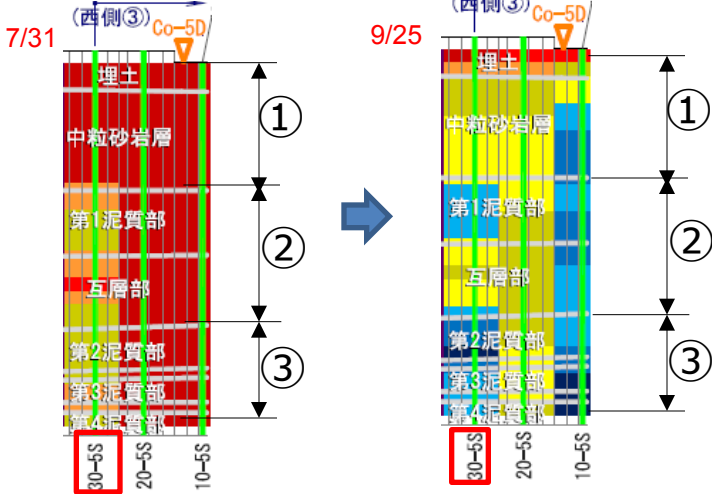 (西側③)
Co-5D
7/31
埋土
中粒砂岩層
第1泥質部
互層部
第2泥質部
第3泥質部
第4泥質部
①
②
③
30-5S
20-5S
10-5S
(西側③)
Co-5D
9/25
埋土
中粒砂岩層
第1泥質部
互層部
第2泥質部
第3泥質部
第4泥質部
①
②
③
30-5S
20-5S
10-5S